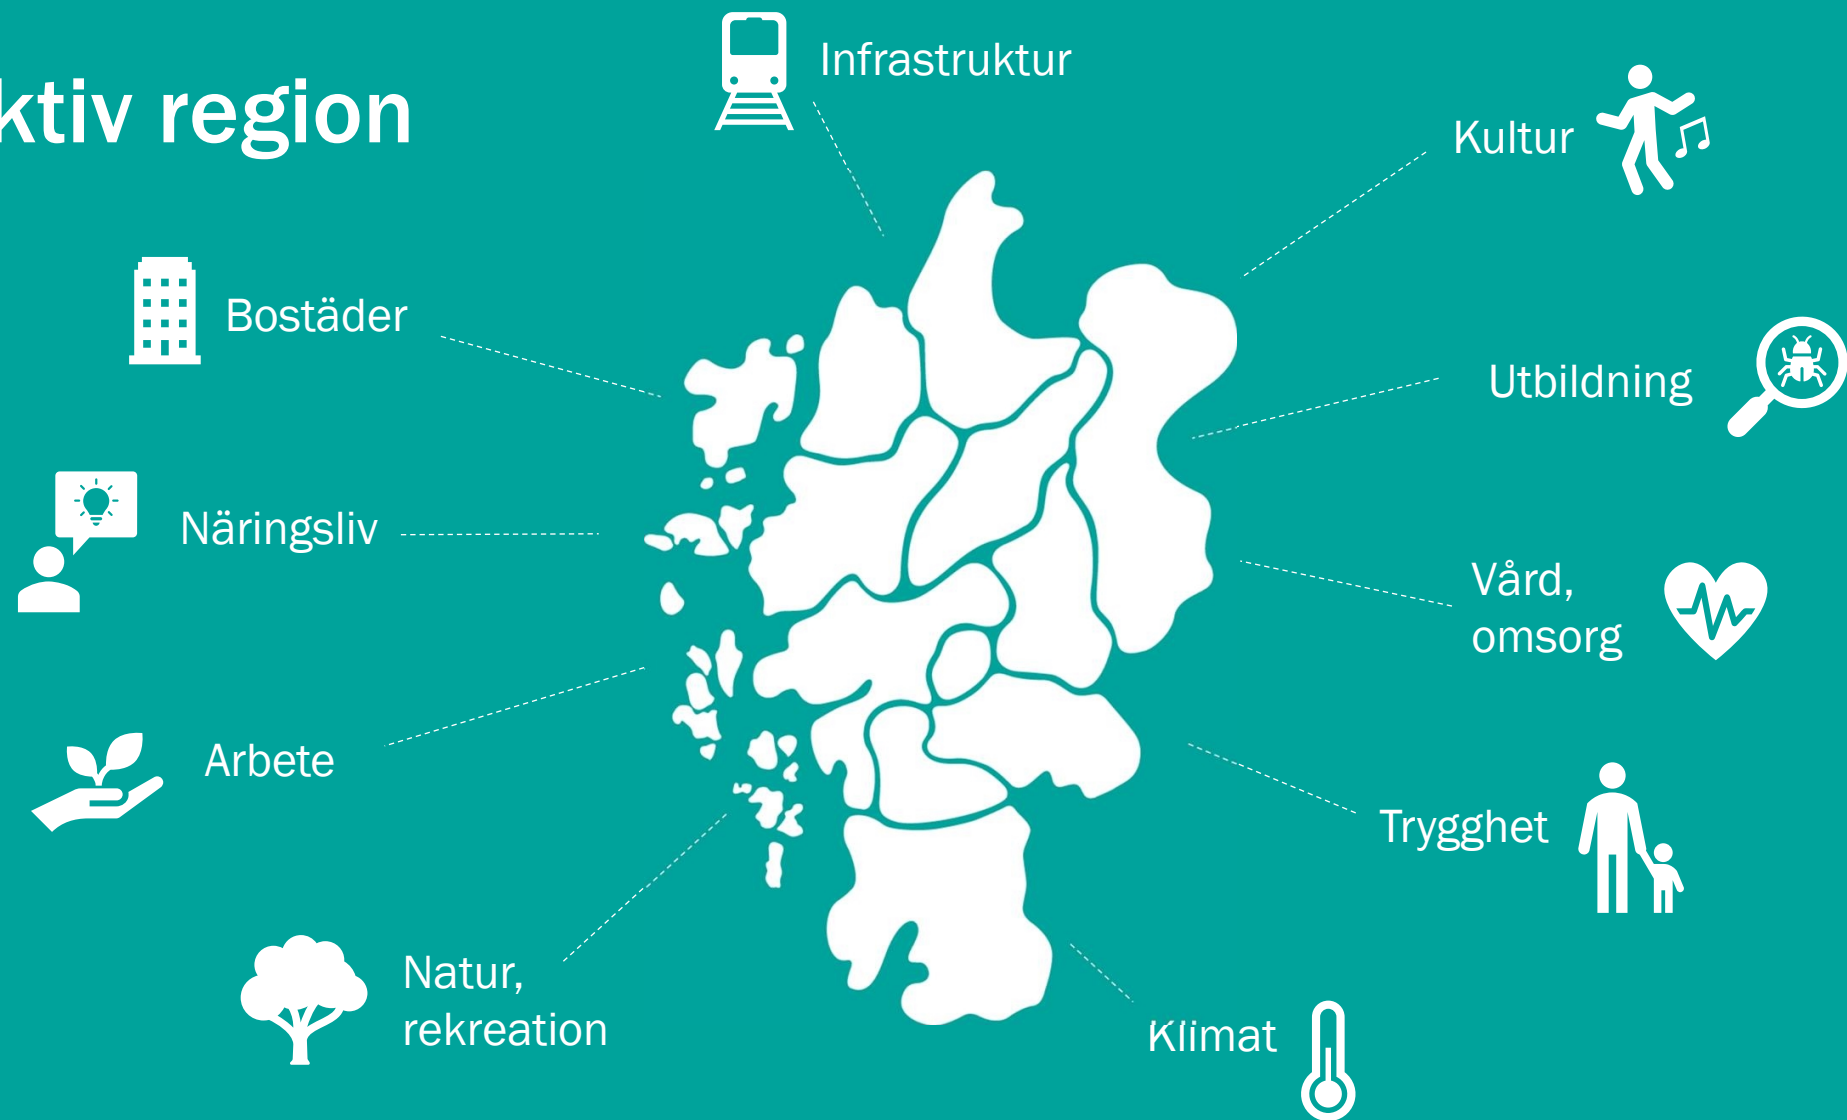 ktiv region
Infrastruktur
Kultur
Bostäder
Utbildning
Näringsliv
Vård,
omsorg
Arbete
Trygghet
Natur,
rekreation
Klimat